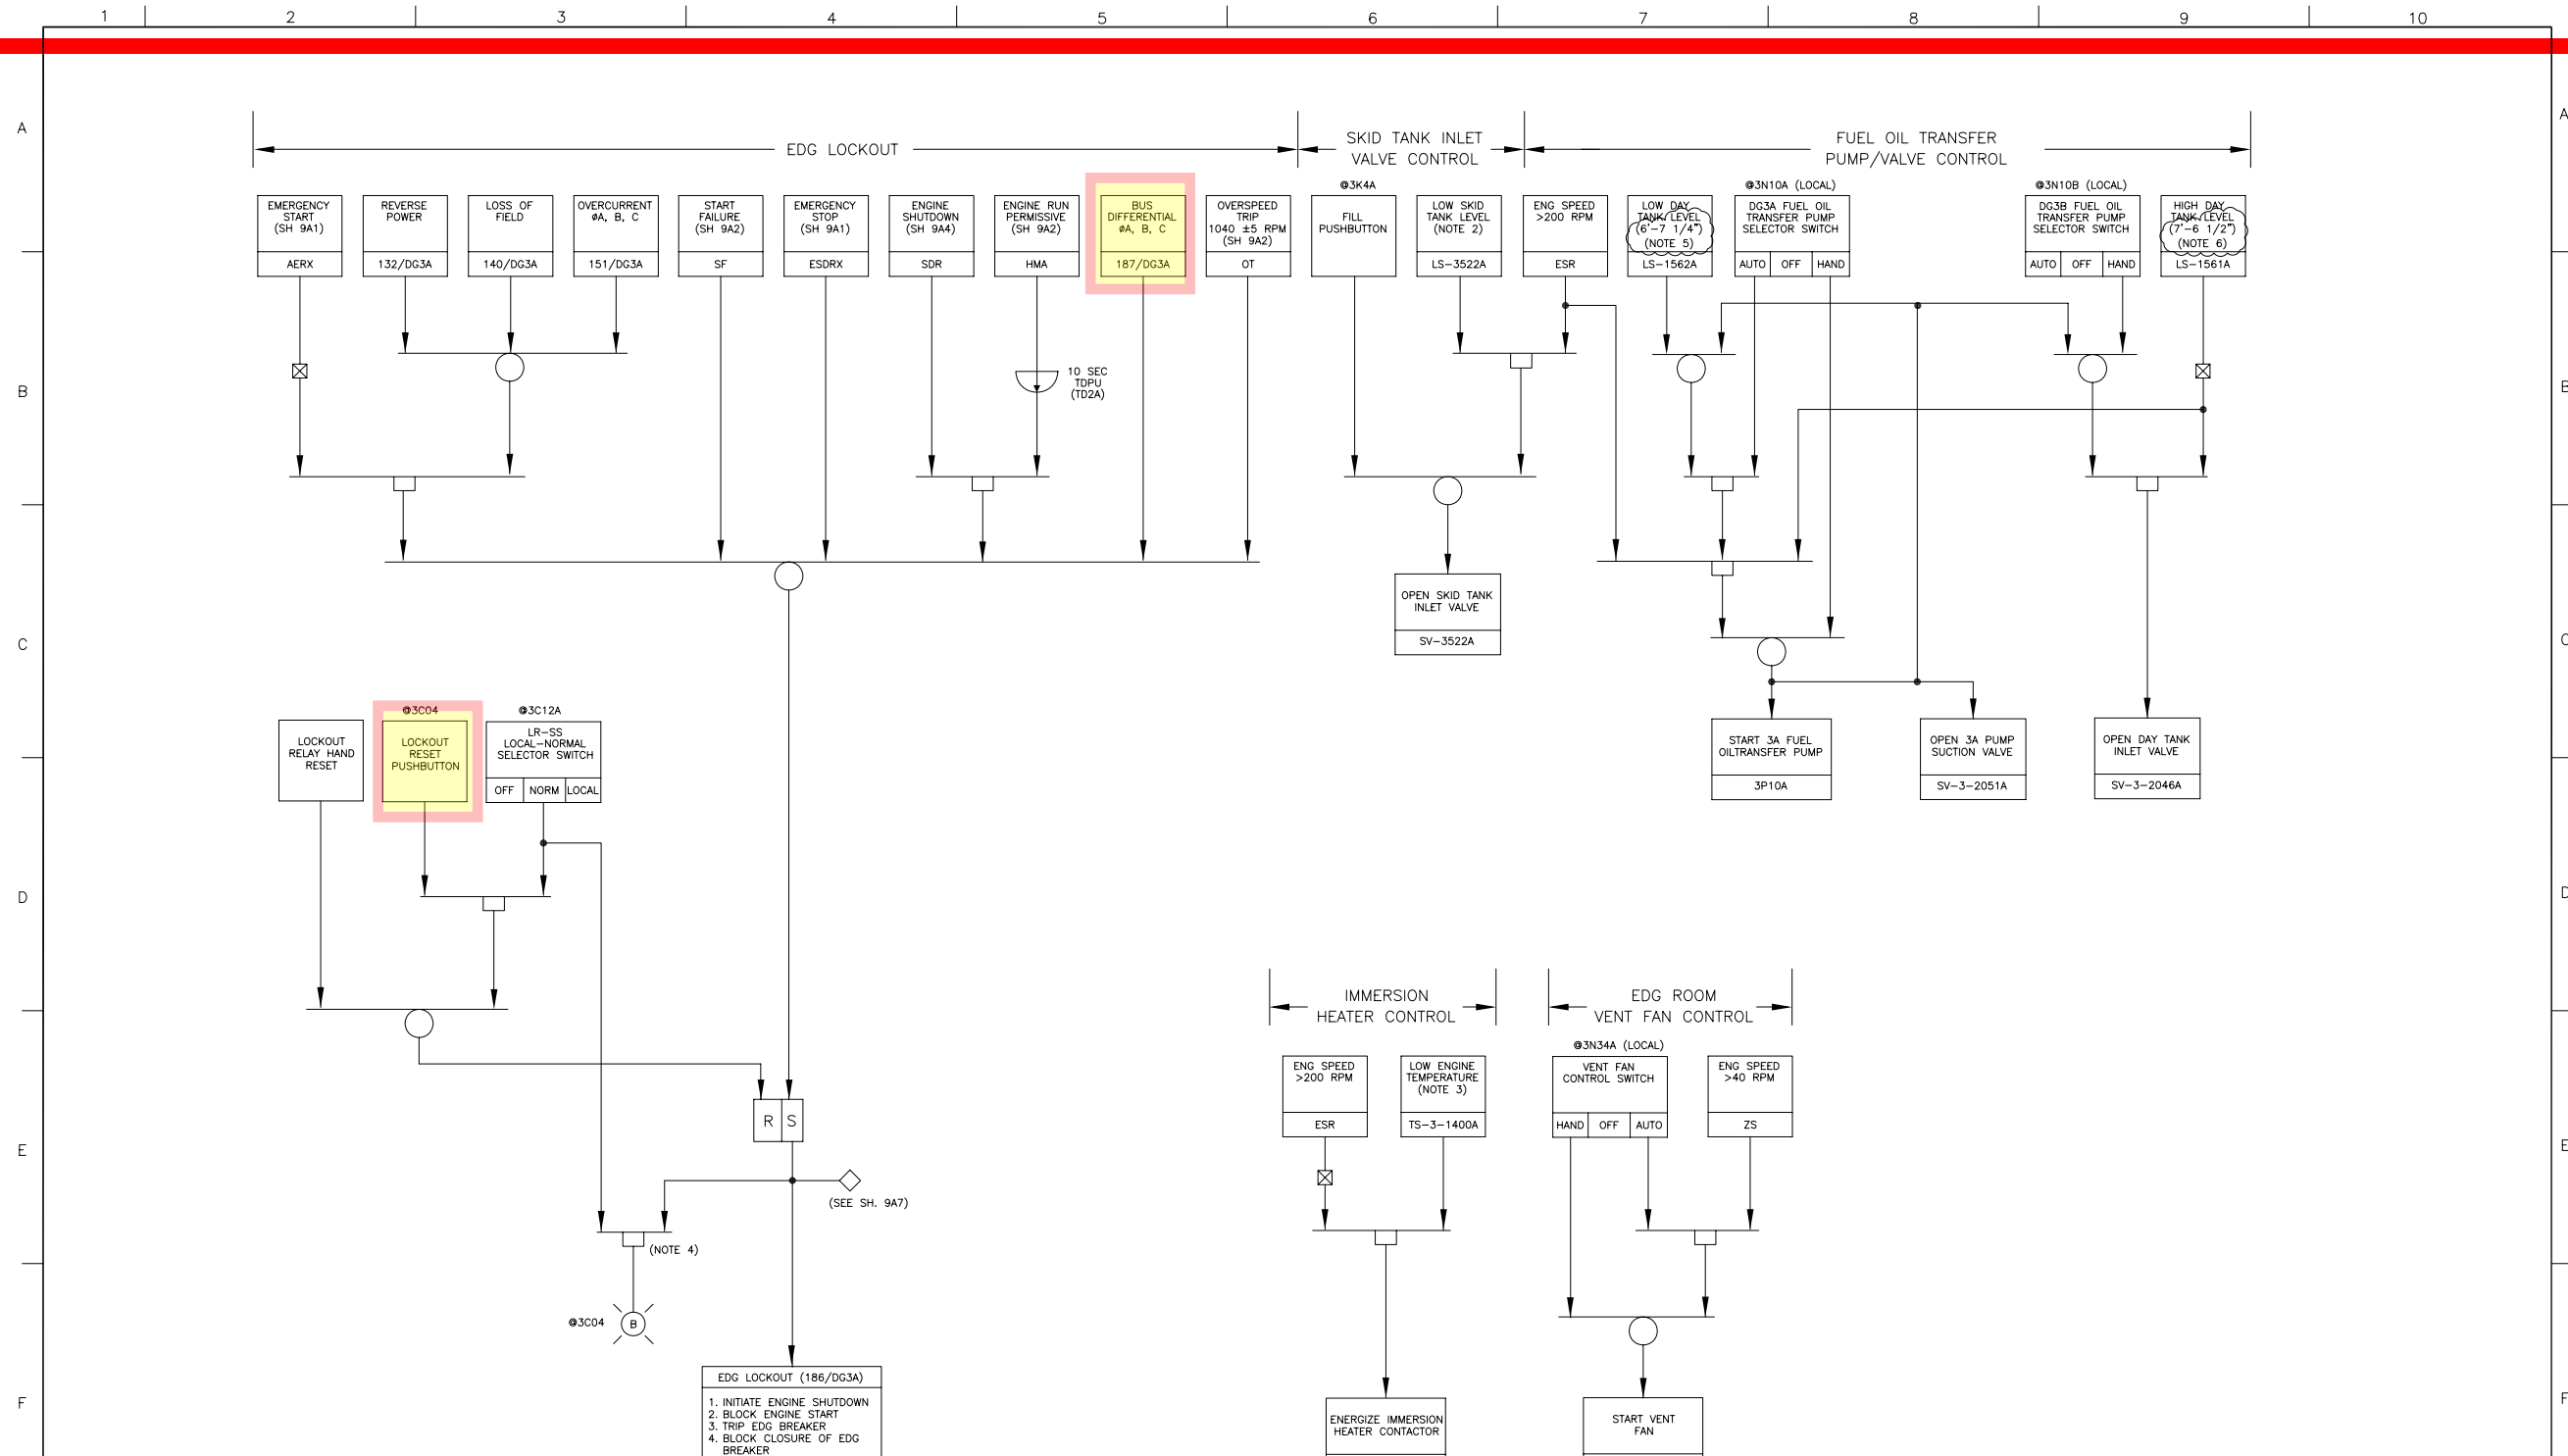 1 2 3 4 5 6 7 8 9 10
A
A
EDG LOCKOUT
SKID TANK INLET
VALVE CONTROL
FUEL OIL TRANSFER
PUMP/VALVE CONTROL
EMERGENCY
START
(SH 9A1)
AERX
REVERSE
POWER
132/DG3A
LOSS OF
FIELD
140/DG3A
OVERCURRENT
øA, B, C
151/DG3A
START
FAILURE
(SH 9A2)
SF
EMERGENCY
STOP
(SH 9A1)
ESDRX
ENGINE
SHUTDOWN
(SH 9A4)
SDR
ENGINE RUN
PERMISSIVE
(SH 9A2)
HMA
BUS
DIFFERENTIAL
øA, B, C
187/DG3A
OVERSPEED
TRIP
1040 ±5 RPM
(SH 9A2)
OT
@3K4A
FILL
PUSHBUTTON
LOW SKID
TANK LEVEL
(NOTE 2)
LS-3522A
ENG SPEED
>200 RPM
ESR
LOW DAY
TANK LEVEL
(6'-7 1/4")
(NOTE 5)
LS-1562A
@3N10A (LOCAL)
DG3A FUEL OIL
TRANSFER PUMP
SELECTOR SWITCH
AUTO OFF HAND
@3N10B (LOCAL)
DG3B FUEL OIL
TRANSFER PUMP
SELECTOR SWITCH
AUTO OFF HAND
HIGH DAY
TANK LEVEL
(7'-6 1/2")
(NOTE 6)
LS-1561A
B
B
10 SEC
TDPU
(TD2A)
C
C
OPEN SKID TANK
INLET VALVE
SV-3522A
START 3A FUEL
OILTRANSFER PUMP
3P10A
OPEN 3A PUMP
SUCTION VALVE
SV-3-2051A
OPEN DAY TANK
INLET VALVE
SV-3-2046A
LOCKOUT
RELAY HAND
RESET
@3C04
LOCKOUT
RESET
PUSHBUTTON
@3C12A
LR-SS
LOCAL-NORMAL
SELECTOR SWITCH
OFF NORM LOCAL
D
D
IMMERSION
HEATER CONTROL
EDG ROOM
VENT FAN CONTROL
ENG SPEED
>200 RPM
ESR
LOW ENGINE
TEMPERATURE
(NOTE 3)
TS-3-1400A
@3N34A (LOCAL)
VENT FAN
CONTROL SWITCH
HAND OFF AUTO
ENG SPEED
>40 RPM
ZS
R S
E
E
(SEE SH. 9A7)
(NOTE 4)
@3C04
B
F
F
EDG LOCKOUT (186/DG3A)
1. INITIATE ENGINE SHUTDOWN
2. BLOCK ENGINE START
3. TRIP EDG BREAKER
4. BLOCK CLOSURE OF EDG
BREAKER
ENERGIZE IMMERSION
HEATER CONTACTOR
START VENT
FAN